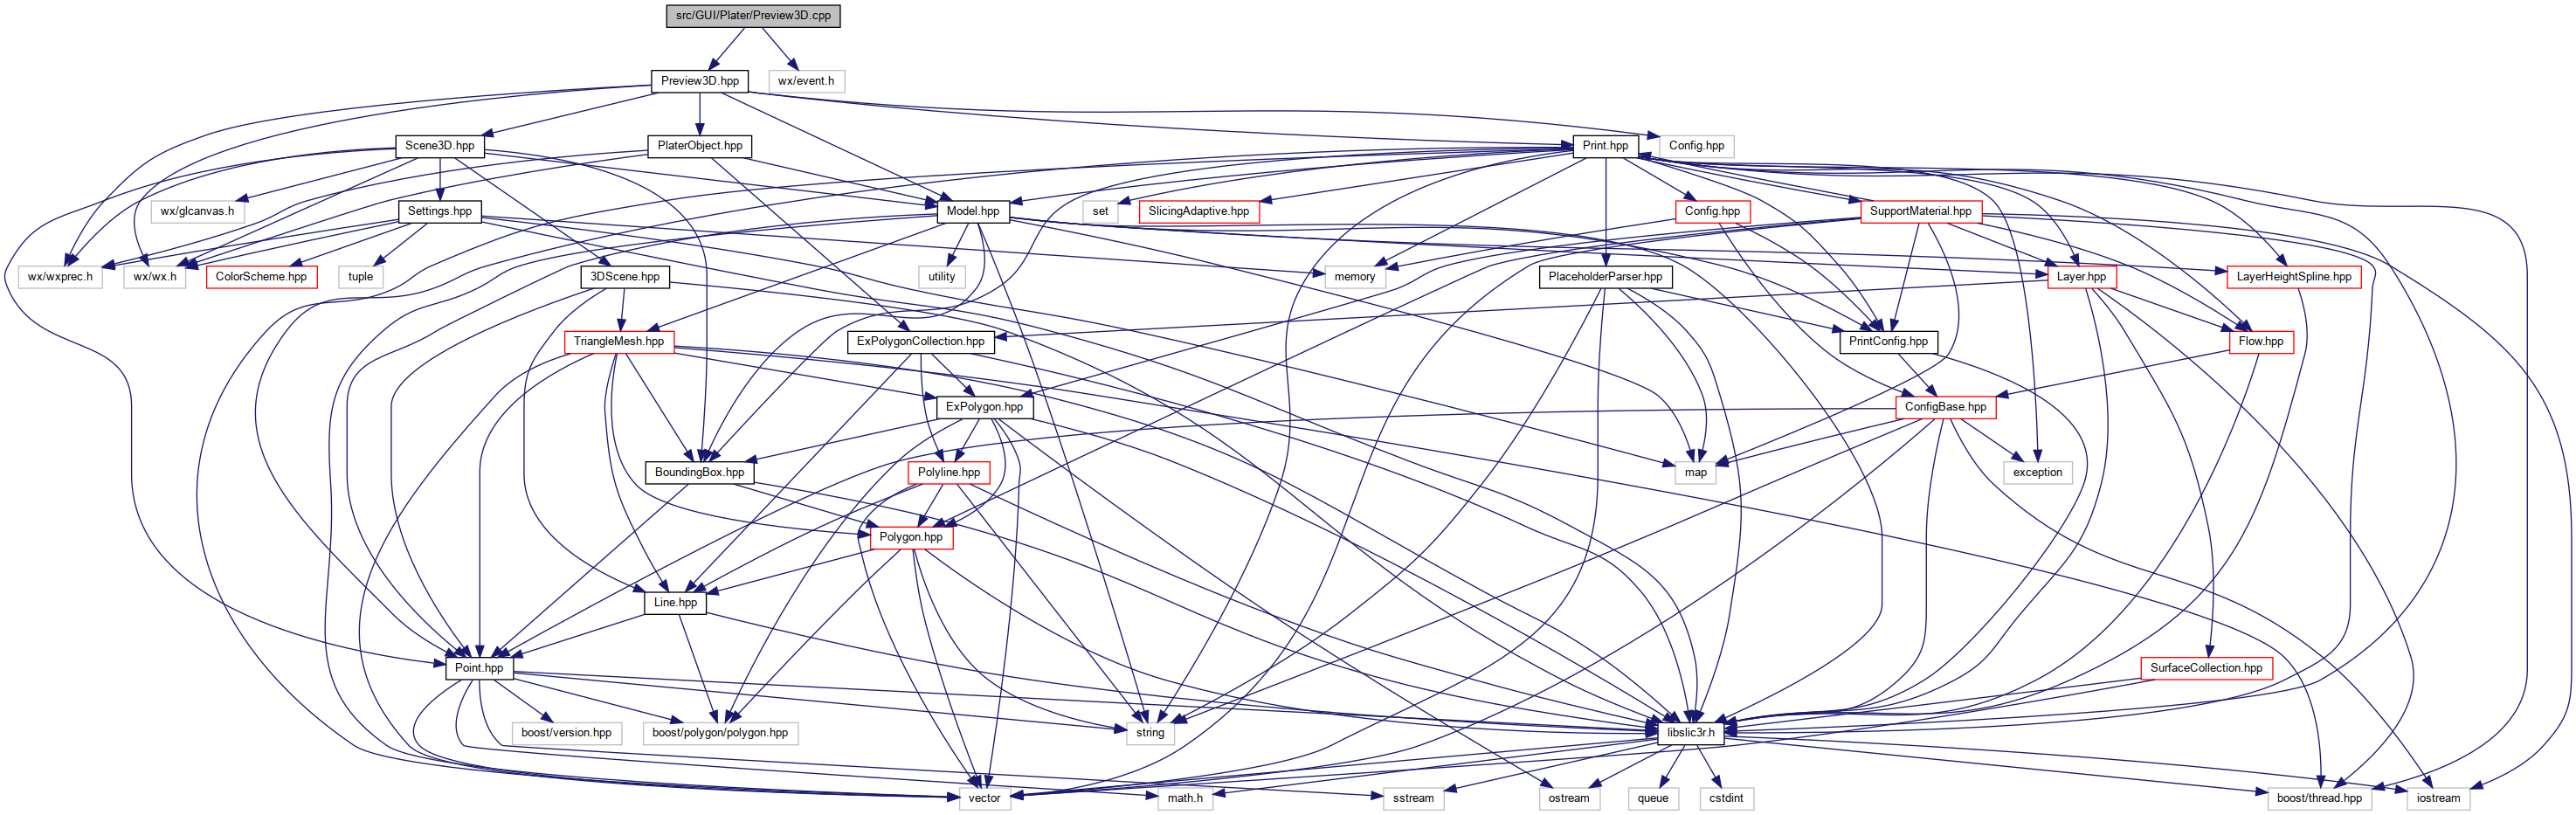 src/GUI/Plater/Preview3D.cpp
Preview3D.hpp
wx/event.h
Scene3D.hpp
PlaterObject.hpp
Print.hpp
Config.hpp
wx/glcanvas.h
Settings.hpp
Model.hpp
set
SlicingAdaptive.hpp
Config.hpp
SupportMaterial.hpp
wx/wxprec.h
wx/wx.h
ColorScheme.hpp
tuple
3DScene.hpp
utility
memory
PlaceholderParser.hpp
Layer.hpp
LayerHeightSpline.hpp
TriangleMesh.hpp
ExPolygonCollection.hpp
PrintConfig.hpp
Flow.hpp
ExPolygon.hpp
ConfigBase.hpp
BoundingBox.hpp
Polyline.hpp
map
exception
Polygon.hpp
Line.hpp
Point.hpp
SurfaceCollection.hpp
boost/version.hpp
boost/polygon/polygon.hpp
string
libslic3r.h
vector
math.h
sstream
ostream
queue
cstdint
boost/thread.hpp
iostream